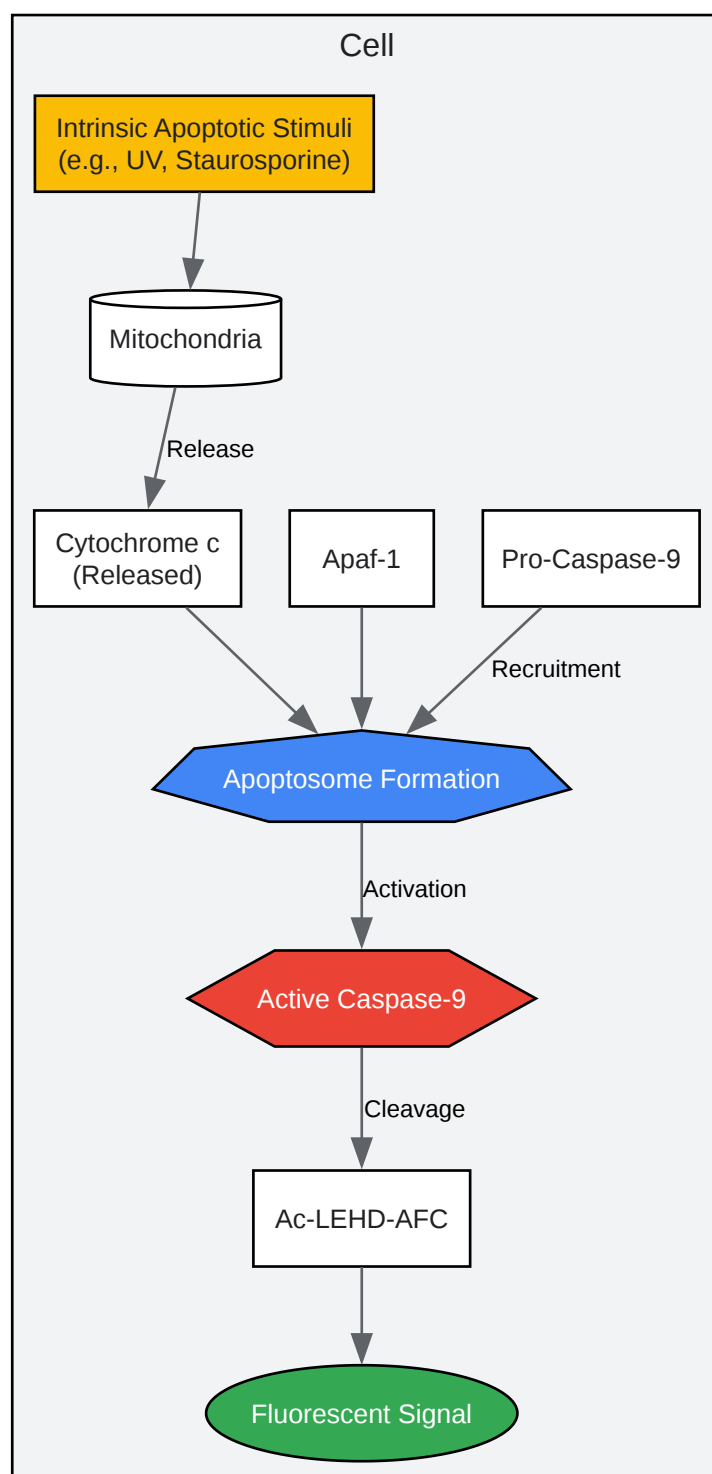 Cell
Intrinsic Apoptotic Stimuli
(e.g., UV, Staurosporine)
Mitochondria
Release
Cytochrome c
(Released)
Apaf-1
Pro-Caspase-9
Recruitment
Apoptosome Formation
Activation
Active Caspase-9
Cleavage
Ac-LEHD-AFC
Fluorescent Signal